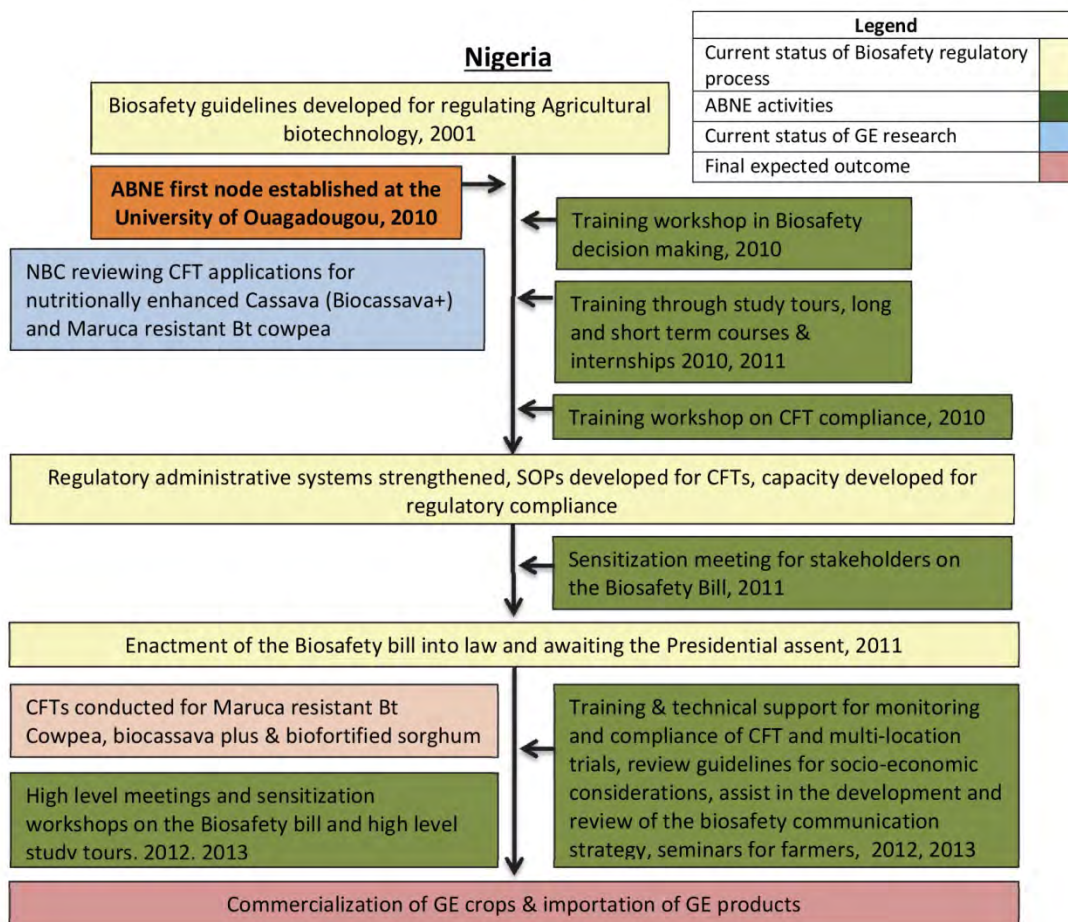 Nigeria
Legend
Current status of Biosafety regulatory
process
ABNE activities
Current status of GE research
Final expected outcome
Biosafety guidelines developed for regulating Agricultural
biotechnology, 2001
ABNE first node established at the
University of Ouagadougou, 2010
Training workshop in Biosafety
decision making, 2010
NBC reviewing CFT applications for
nutritionally enhanced Cassava (Biocassava+)
and Maruca resistant Bt cowpea
Training through study tours, long
and short term courses &
internships 2010, 2011
Training workshop on CFT compliance, 2010
Regulatory administrative systems strengthened, SOPs developed for CFTs, capacity developed for
regulatory compliance
Sensitization meeting for stakeholders on
the Biosafety Bill, 2011
Enactment of the Biosafety bill into law and awaiting the Presidential assent, 2011
CFTs conducted for Maruca resistant Bt
Cowpea, biocassava plus & biofortified sorghum
High level meetings and sensitization
workshops on the Biosafety bill and high level
study tours. 2012. 2013
Training & technical support for monitoring
and compliance of CFT and multi-location
trials, review guidelines for socio-economic
considerations, assist in the development and
review of the biosafety communication
strategy, seminars for farmers, 2012, 2013
Commercialization of GE crops & importation of GE products